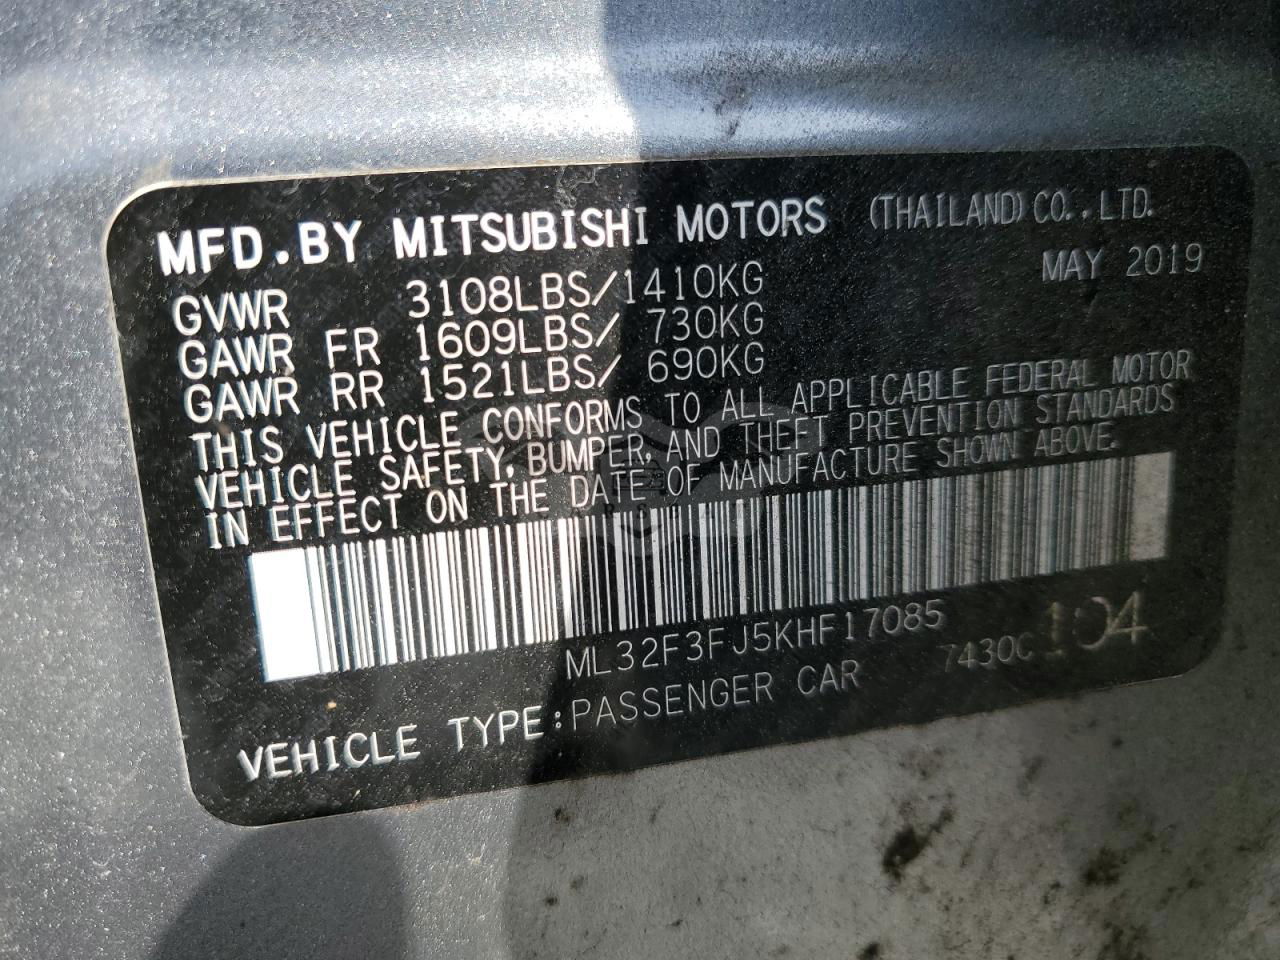 MFD.BY MITSUBISHI MOTORS (THAILAND) CO.,LTD.
MAY 2019
GVWR 3108LBS/1410KG
GAWR FR 1609LBS/ 730KG
GAWR RR 1521LBS/ 690KG
THIS VEHICLE CONFORMS TO ALL APPLICABLE FEDERAL MOTOR
VEHICLE SAFETY, BUMPER, AND THEFT PREVENTION STANDARDS
IN EFFECT ON THE DATE OF MANUFACTURE SHOWN ABOVE.
ML32F3FJ5KHF17085
7430C104
VEHICLE TYPE:PASSENGER CAR